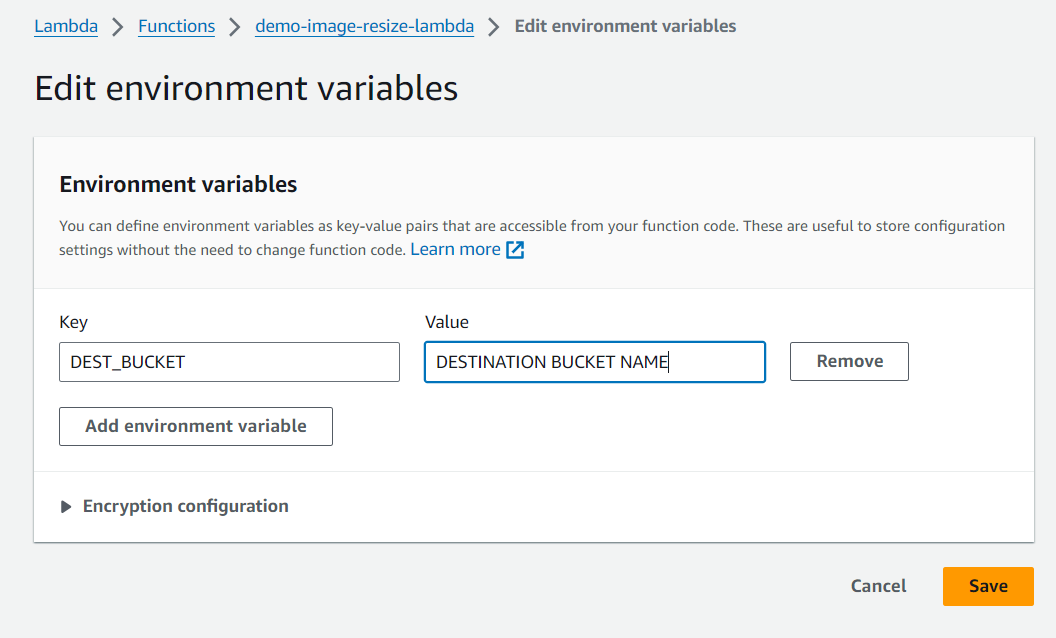 Lambda > Functions > demo-image-resize-lambda > Edit environment variables
Edit environment variables
Environment variables
You can define environment variables as key-value pairs that are accessible from your function code. These are useful to store configuration
settings without the need to change function code. Learn more
Key Value
DEST_BUCKET DESTINATION BUCKET NAME Remove
Add environment variable
Encryption configuration
Cancel Save